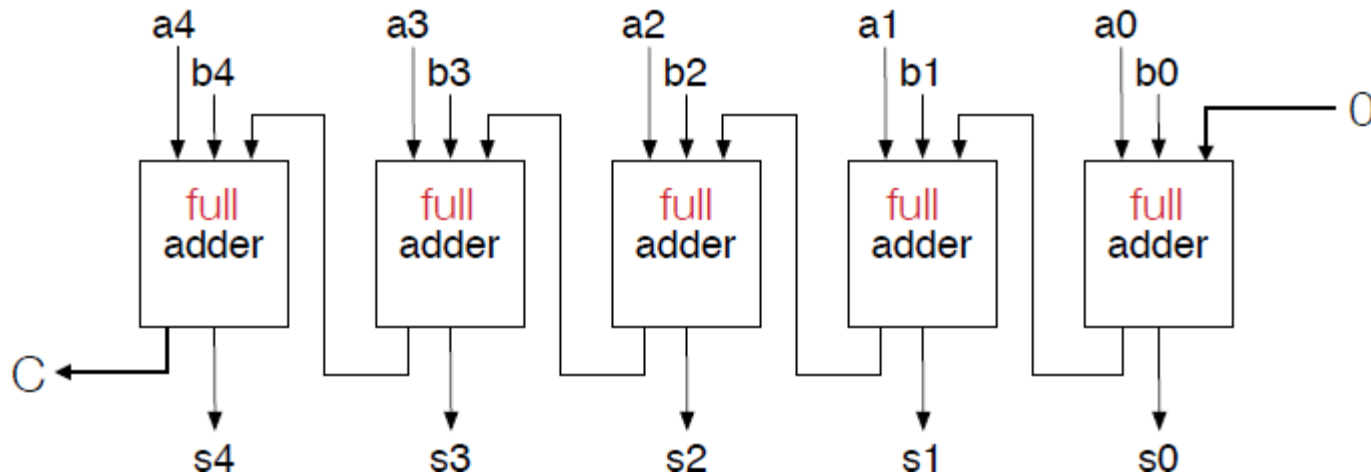 a4 a3 a2 a1 a0
b4 b3 b2 b1 b0
0
full full full full full
adder adder adder adder adder
C
s4 s3 s2 s1 s0